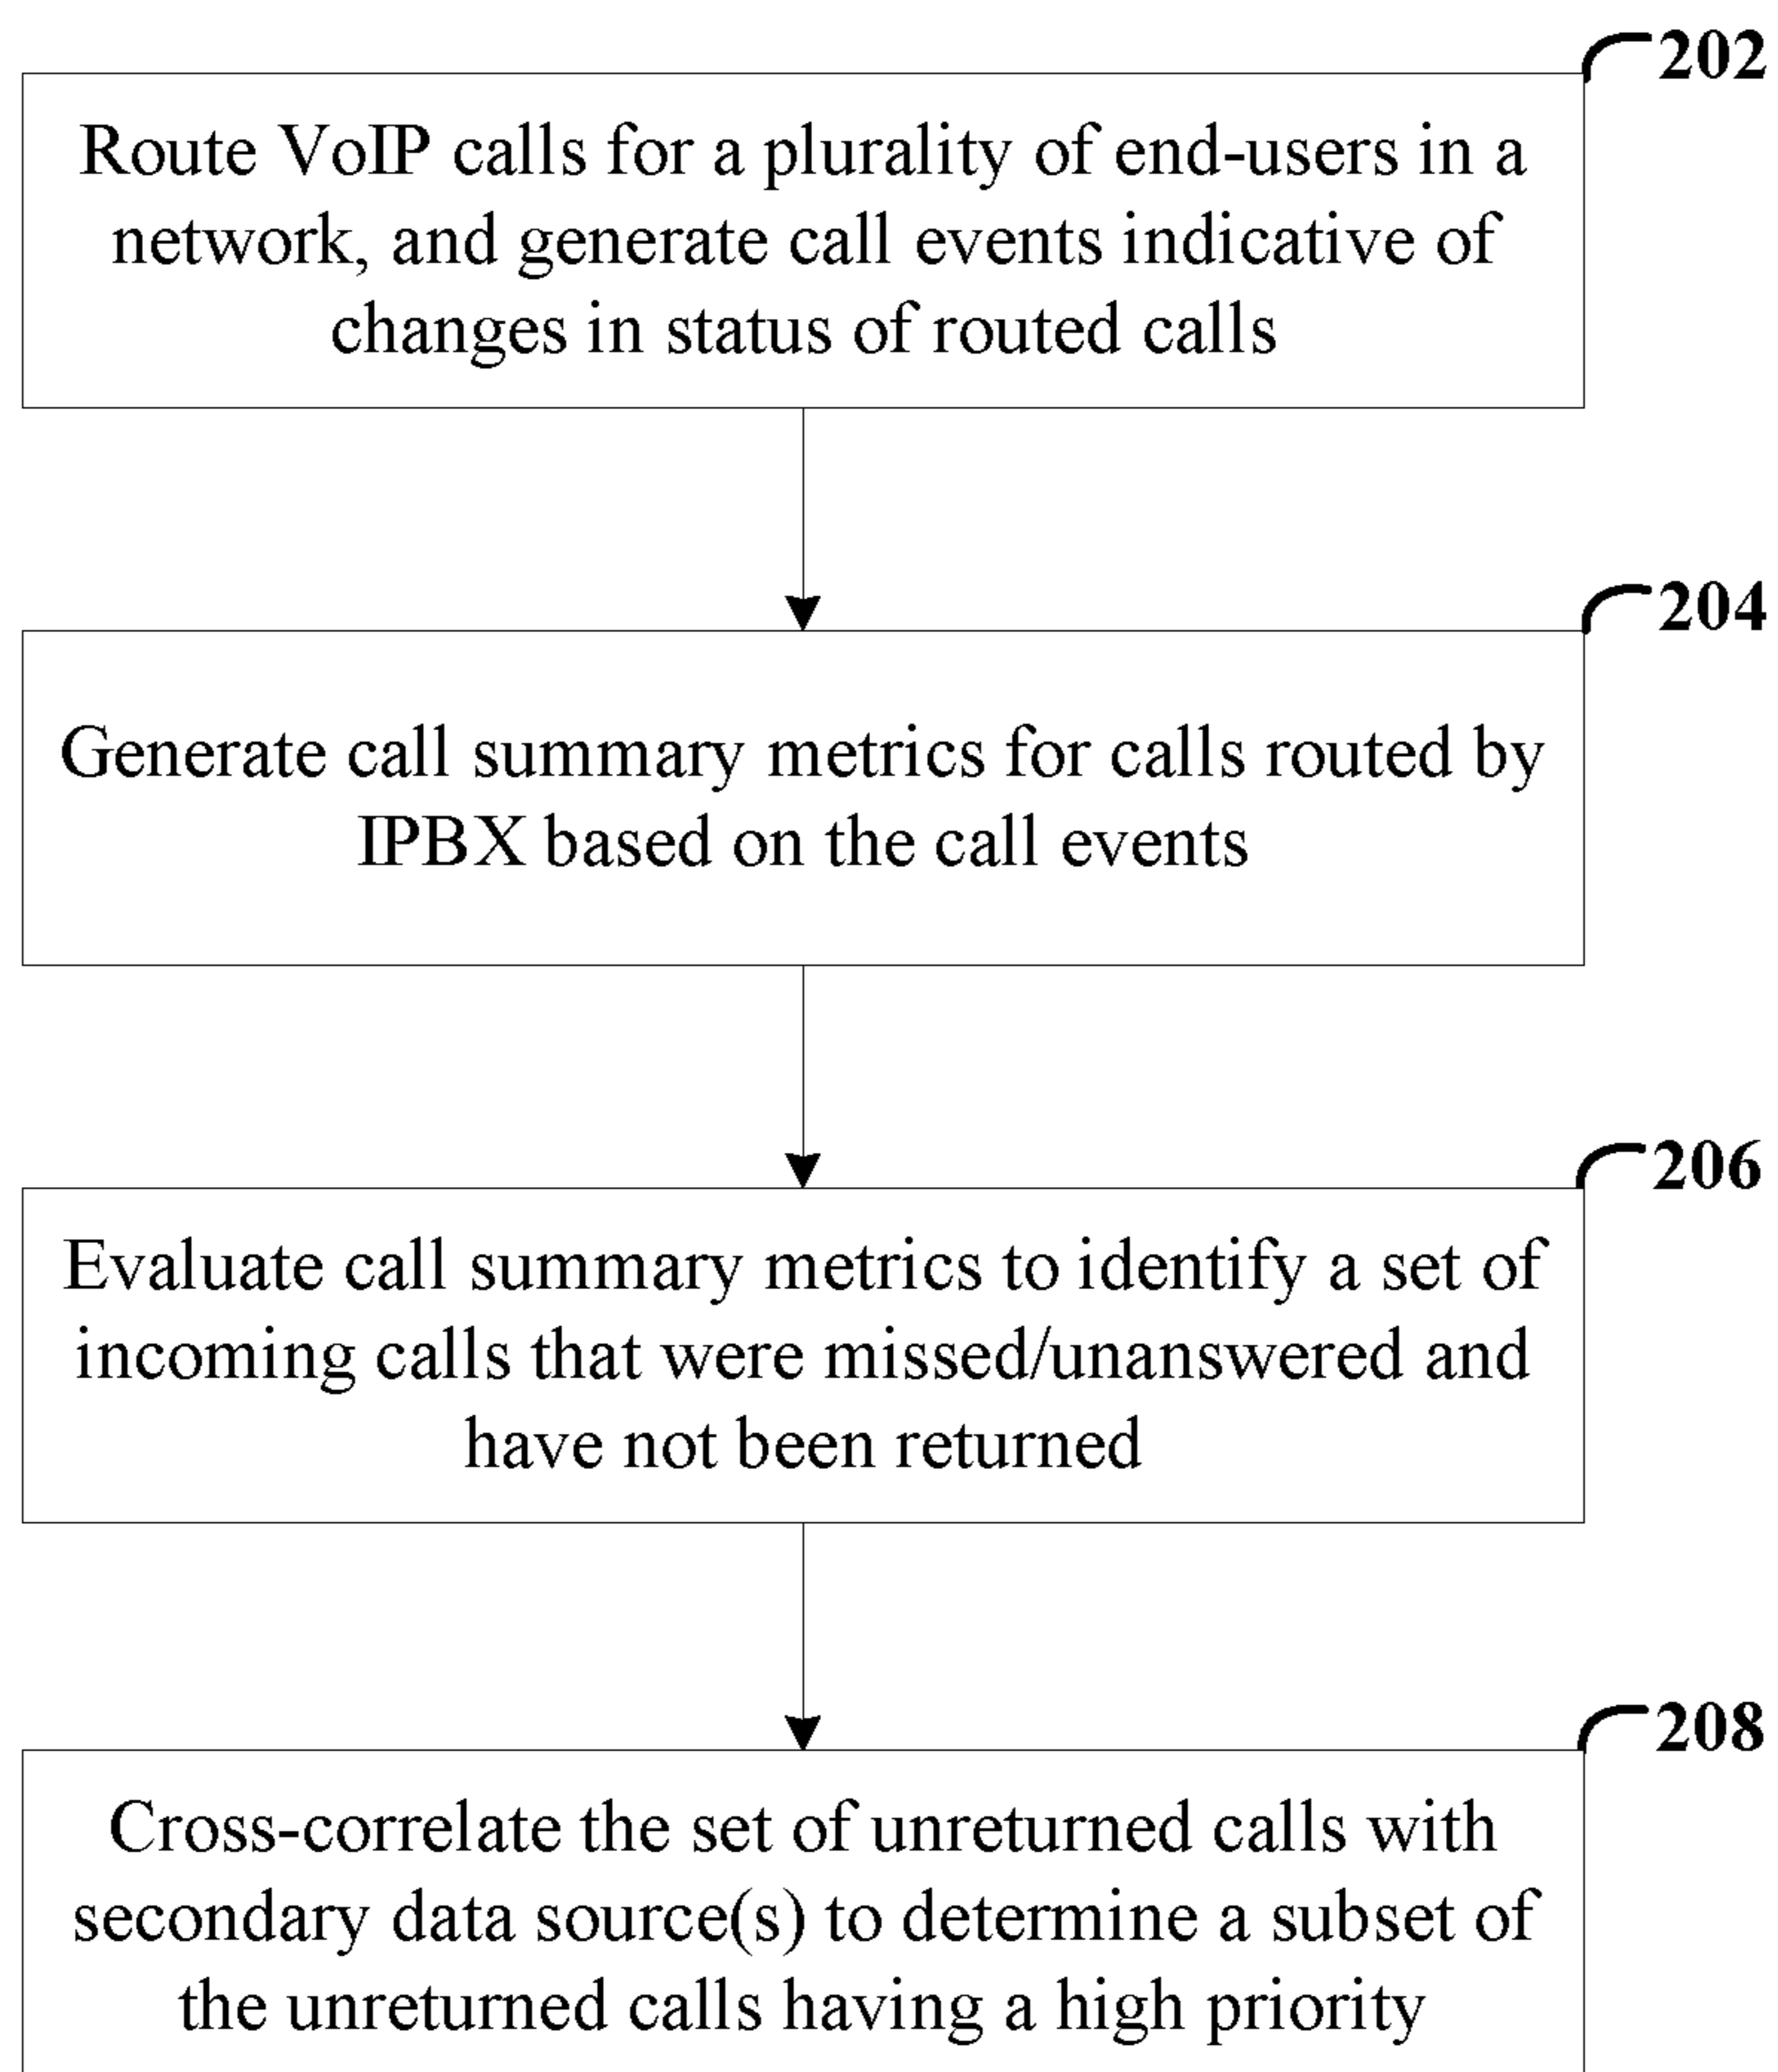 202
Route VoIP calls for a plurality of end-users in a
network, and generate call events indicative of
changes in status of routed calls
204
Generate call summary metrics for calls routed by
IPBX based on the call events
206
Evaluate call summary metrics to identify a set of
incoming calls that were missed/unanswered and
have not been returned
208
Cross-correlate the set of unreturned calls with
secondary data source(s) to determine a subset of
the unreturned calls having a high priority